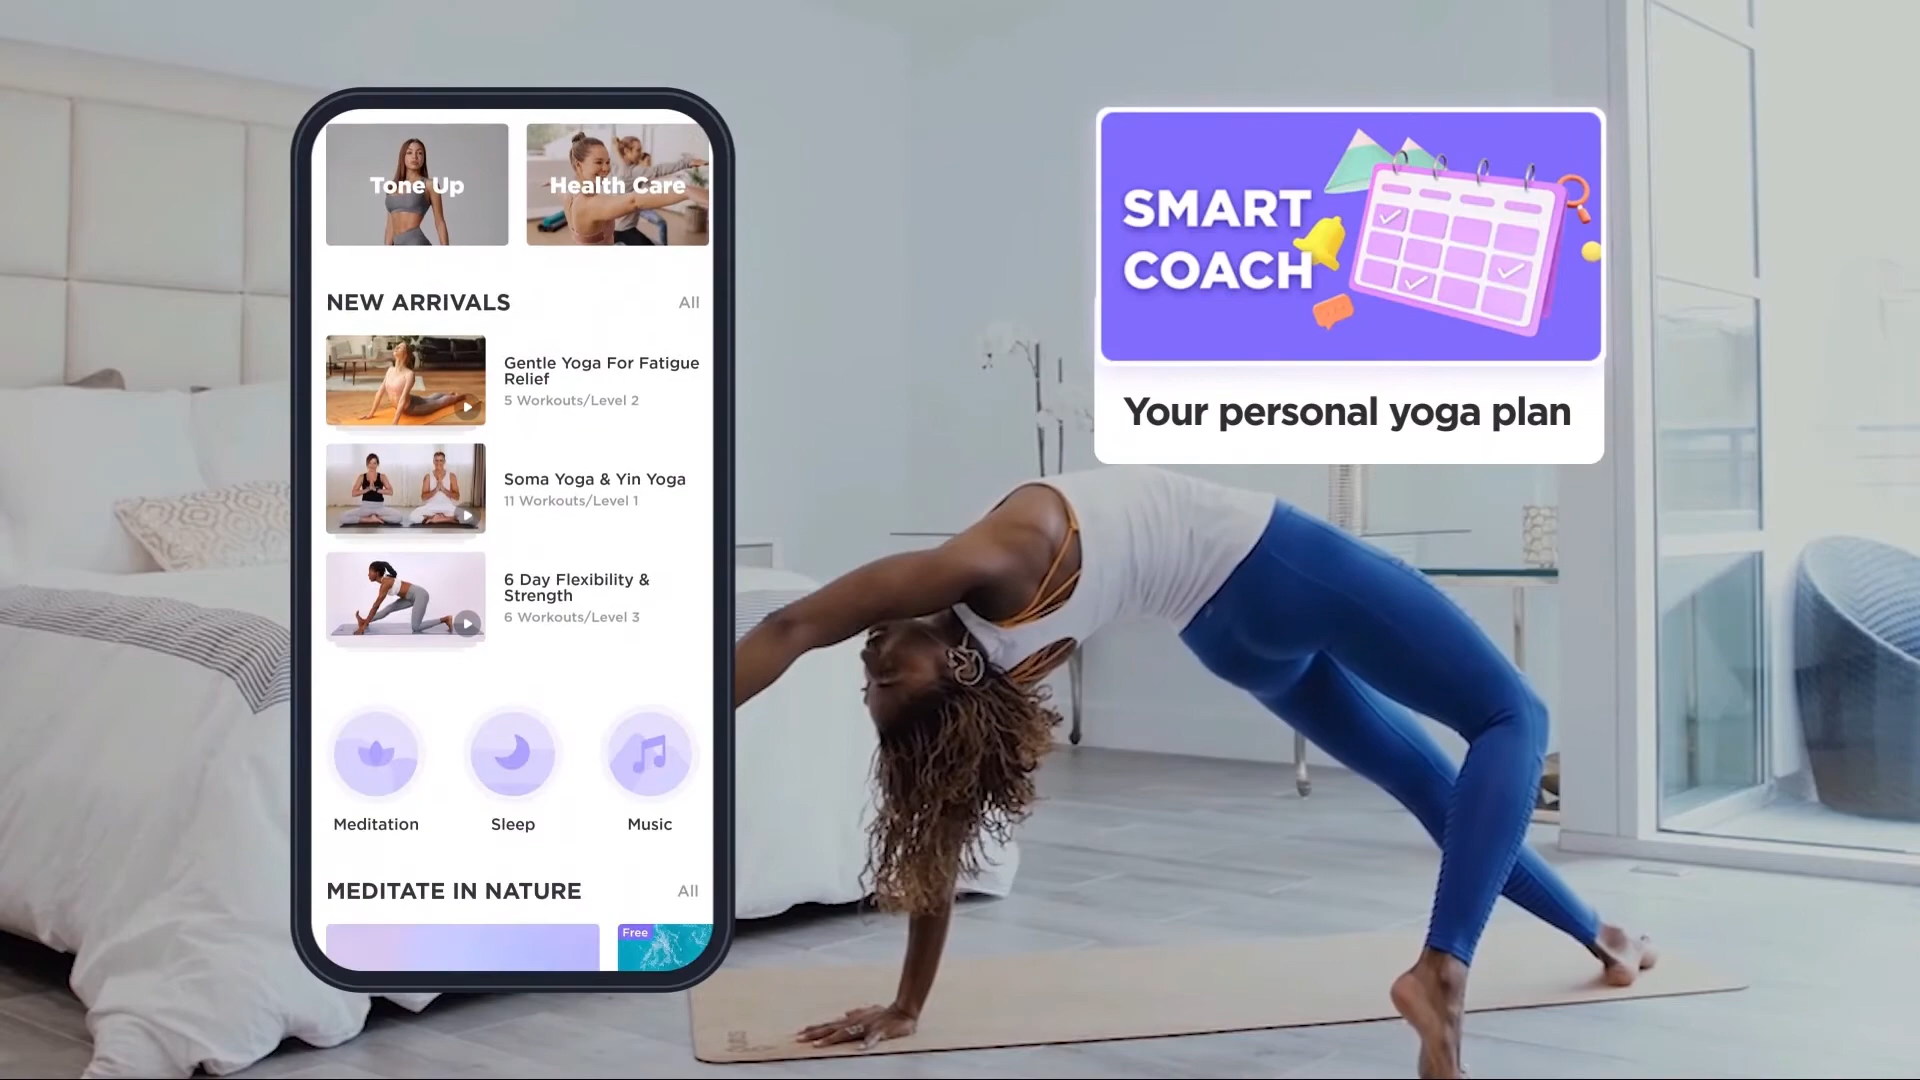 Tone Up
Health Care
NEW ARRIVALS
All
Gentle Yoga For Fatigue
Relief
5 Workouts/Level 2
Soma Yoga & Yin Yoga
11 Workouts/Level 1
6 Day Flexibility &
Strength
6 Workouts/Level 3
Meditation
Sleep
Music
MEDITATE IN NATURE
All
Free
SMART
COACH
Your personal yoga plan